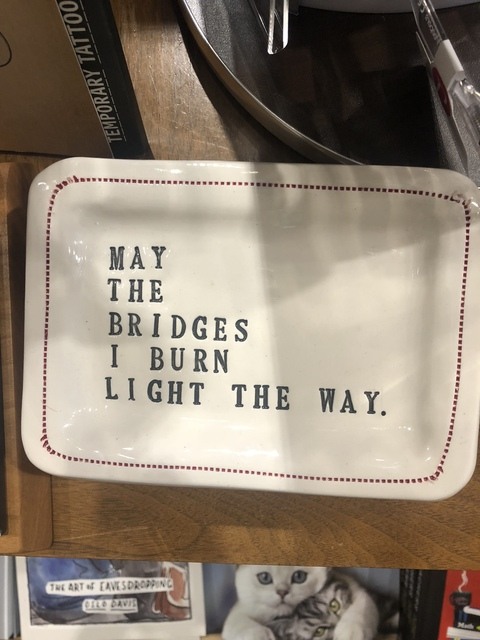 TEMPORARY TATTOO
MAY
THE
BRIDGES
I BURN
LIGHT THE WAY.
THE ART OF EAVESDROPPING